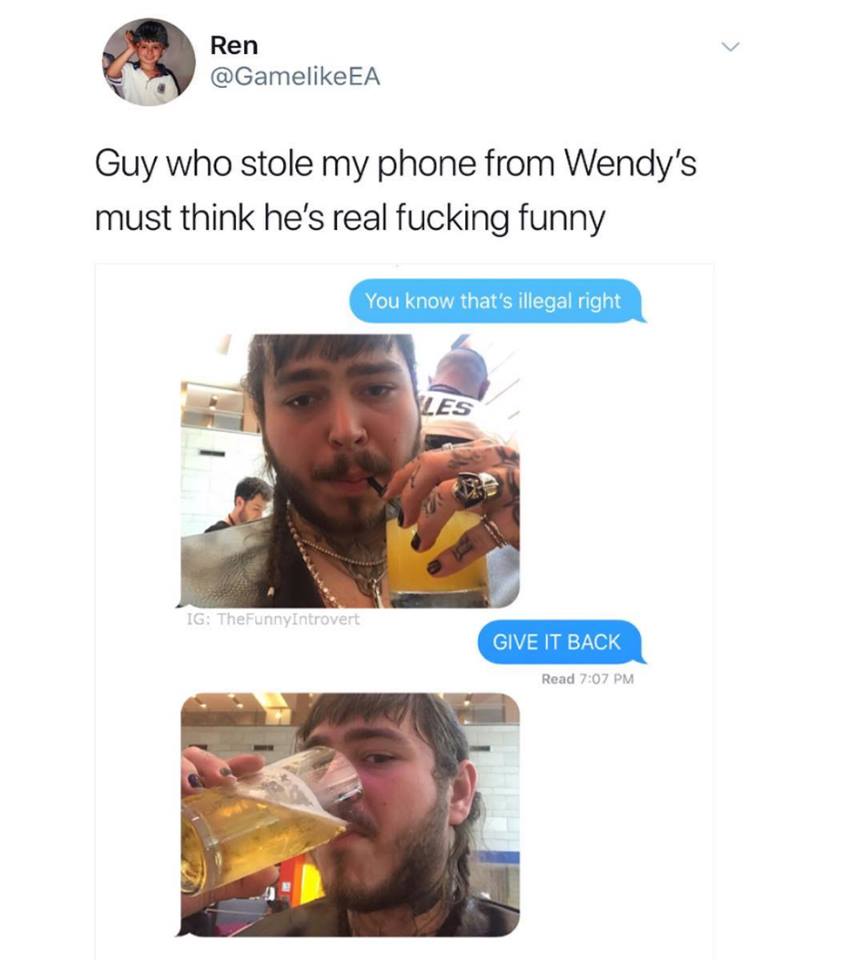 Ren
@GamelikeEA
Guy who stole my phone from Wendy's
must think he's real fucking funny
You know that's illegal right
LES
IG: TheFunnyIntrovert
GIVE IT BACK
Read 7:07 PM